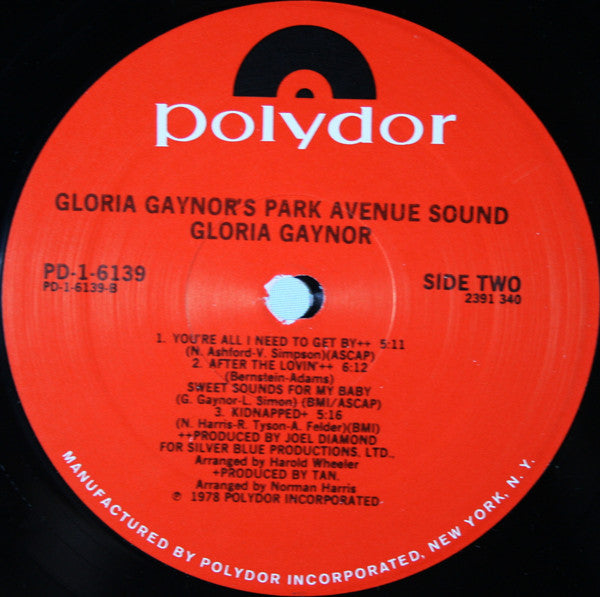 polydor
GLORIA GAYNOR'S PARK AVENUE SOUND
GLORIA GAYNOR
PD-1-6139
PD-1-6139-B
SIDE TWO
2391 340
1. YOU'RE ALL I NEED TO GET BY++ 5:11
(N. Ashford-V. Simpson)(ASCAP)
2. AFTER THE LOVIN'++ 6:12
(Bernstein-Adams)
SWEET SOUNDS FOR MY BABY
(G. Gaynor-L. Simon) (BMI/ASCAP)
3. KIDNAPPED+ 5:16
(N. Harris-R. Tyson-A. Felder)(BMI)
++PRODUCED BY JOEL DIAMOND
FOR SILVER BLUE PRODUCTIONS, LTD.,
Arranged by Harold Wheeler
+PRODUCED BY TAN.
Arranged by Norman Harris
℗ 1978 POLYDOR INCORPORATED
MANUFACTURED BY POLYDOR INCORPORATED, NEW YORK, N. Y.